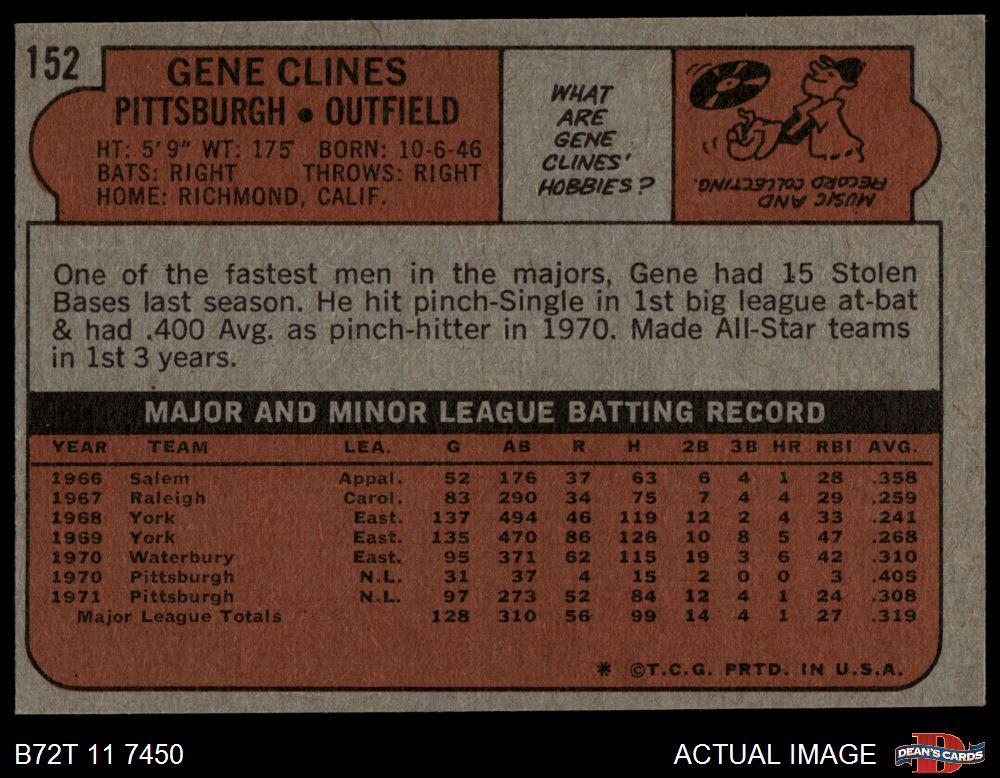 152
GENE CLINES
PITTSBURGH • OUTFIELD
HT: 5'9" WT: 175 BORN: 10-6-46
BATS: RIGHT THROWS: RIGHT
HOME: RICHMOND, CALIF.
WHAT
ARE
GENE
CLINES'
HOBBIES?
MUSIC AND
RECORD COLLECTING.
One of the fastest men in the majors, Gene had 15 Stolen
Bases last season. He hit pinch-Single in 1st big league at-bat
& had .400 Avg. as pinch-hitter in 1970. Made All-Star teams
in 1st 3 years.
MAJOR AND MINOR LEAGUE BATTING RECORD
YEAR TEAM LEA. G AB R H 2B 3B HR RBI AVG.
1966 Salem Appal. 52 176 37 63 6 4 1 28 .358
1967 Raleigh Carol. 83 290 34 75 7 4 4 29 .259
1968 York East. 137 494 46 119 12 2 4 33 .241
1969 York East. 135 470 86 126 10 8 5 47 .268
1970 Waterbury East. 95 371 62 115 19 3 6 42 .310
1970 Pittsburgh N.L. 31 37 4 15 2 0 0 3 .405
1971 Pittsburgh N.L. 97 273 52 84 12 4 1 24 .308
Major League Totals 128 310 56 99 14 4 1 27 .319
* ©T.C.G. PRTD. IN U.S.A.
B72T 11 7450 ACTUAL IMAGE DEAN'S CARDS